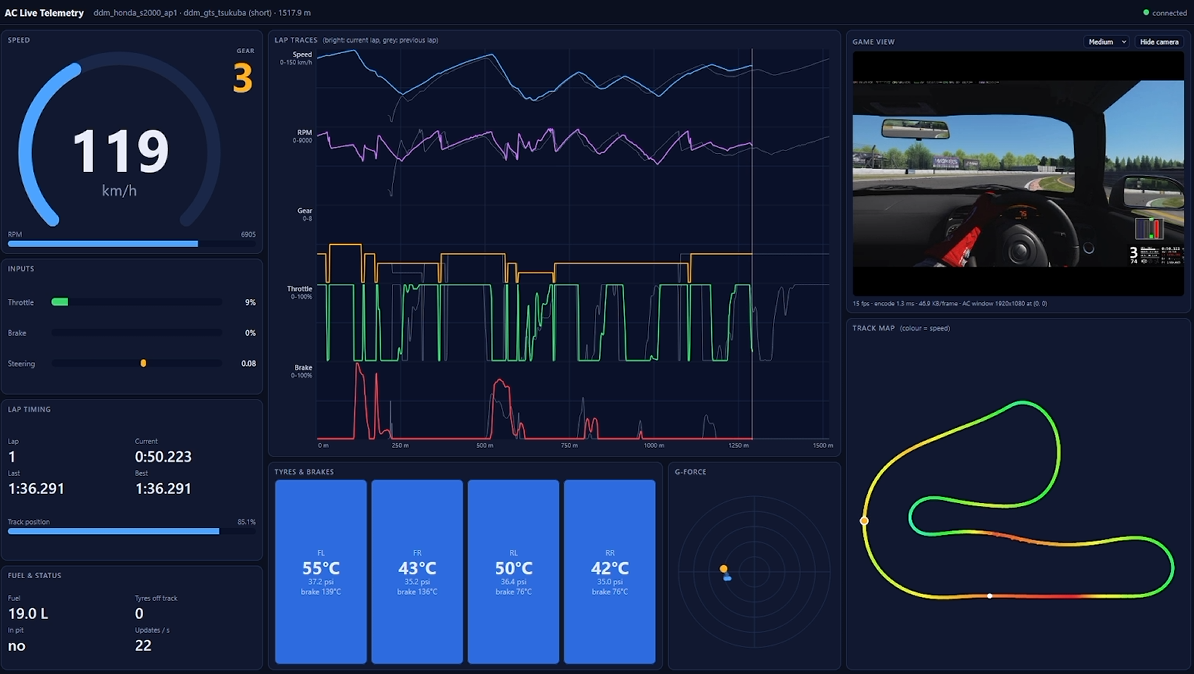 AC Live Telemetry ddm_honda_s2000_ap1 · ddm_gts_tsukuba (short) · 1517.9 m
connected
SPEED
GEAR
3
119
km/h
RPM 6905
INPUTS
Throttle 9%
Brake 0%
Steering 0.08
LAP TIMING
Lap Current
1 0:50.223
Last Best
1:36.291 1:36.291
Track position 85.1%
FUEL & STATUS
Fuel Tyres off track
19.0 L 0
In pit Updates / s
no 22
LAP TRACES (bright: current lap, grey: previous lap)
Speed
0-150 km/h
RPM
0-9000
Gear
0-8
Throttle
0-100%
Brake
0-100%
0 m 250 m 500 m 750 m 1000 m 1250 m 1500 m
TYRES & BRAKES
FL FR RL RR
55°C 43°C 50°C 42°C
37.2 psi 35.2 psi 36.4 psi 35.0 psi
brake 139°C brake 136°C brake 76°C brake 76°C
G-FORCE
GAME VIEW Medium Hide camera
3
74
15 fps · encode 1.3 ms · 46.9 KB/frame · AC window 1920x1080 at (0, 0)
TRACK MAP (colour = speed)